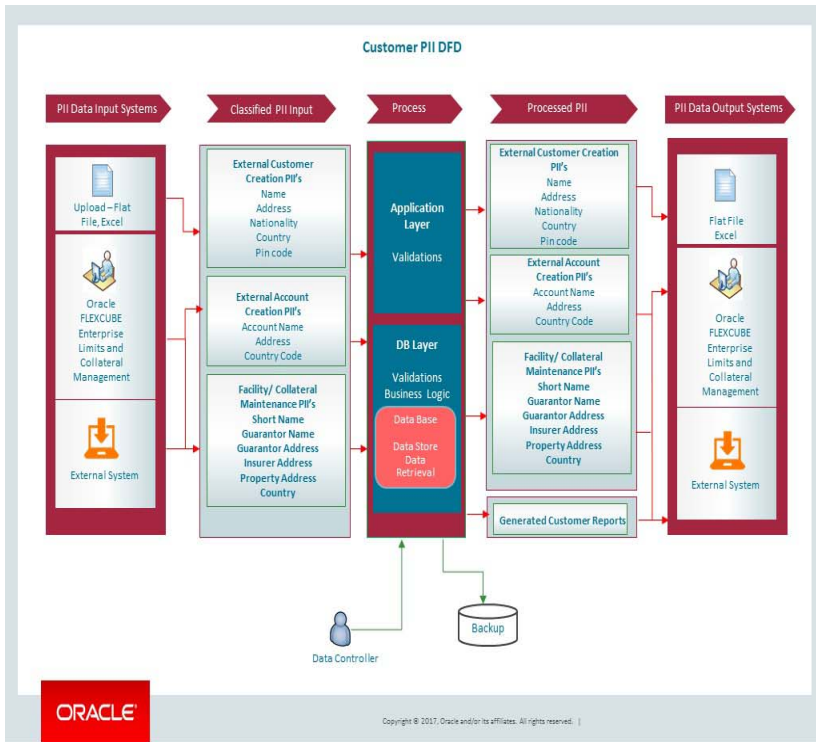 Customer PII DFD
PII Data Input Systems
Classified PII Input
Process
Processed PII
PII Data Output Systems
Upload – Flat
File, Excel
Oracle
FLEXCUBE
Enterprise
Limits and
Collateral
Management
External System
External Customer
Creation PII's
Name
Address
Nationality
Country
Pin code
External Account
Creation PII's
Account Name
Address
Country Code
Facility/ Collateral
Maintenance PII's
Short Name
Guarantor Name
Guarantor Address
Insurer Address
Property Address
Country
Application
Layer
Validations
DB Layer
Validations
Business Logic
Data Base
Data Store
Data
Retrieval
External Customer Creation
PII's
Name
Address
Nationality
Country
Pin code
External Account
Creation PII's
Account Name
Address
Country Code
Facility/ Collateral
Maintenance PII's
Short Name
Guarantor Name
Guarantor Address
Insurer Address
Property Address
Country
Generated Customer Reports
Flat File
Excel
Oracle
FLEXCUBE
Enterprise
Limits and
Collateral
Management
External System
Data Controller
Backup
ORACLE
Copyright © 2017, Oracle and/or its affiliates. All rights reserved. |